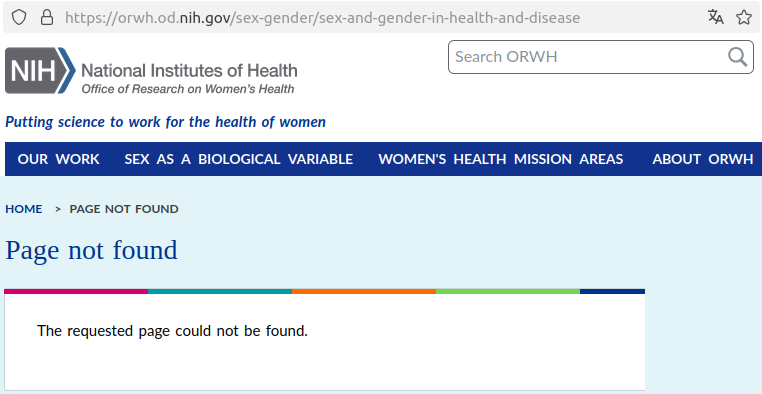 https://orwh.od.nih.gov/sex-gender/sex-and-gender-in-health-and-disease
NIH National Institutes of Health
Office of Research on Women's Health
Search ORWH
Putting science to work for the health of women
OUR WORK SEX AS A BIOLOGICAL VARIABLE WOMEN'S HEALTH MISSION AREAS ABOUT ORWH
HOME > PAGE NOT FOUND
Page not found
The requested page could not be found.